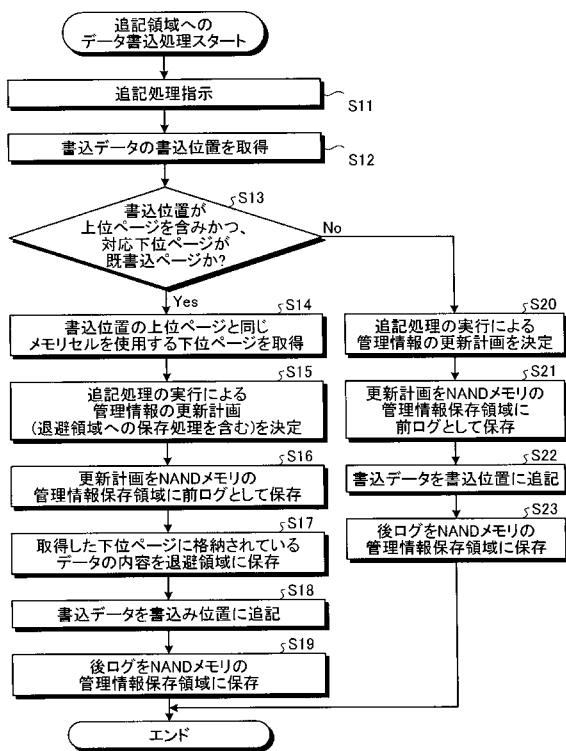 追記領域への
データ書込処理スタート
追記処理指示
S11
書込データの書込位置を取得
S12
S13
書込位置が
上位ページを含みかつ、
対応下位ページが
既書込ページか?
No
Yes
S14
書込位置の上位ページと同じ
メモリセルを使用する下位ページを取得
S15
追記処理の実行による
管理情報の更新計画
(退避領域への保存処理を含む)を決定
S16
更新計画をNANDメモリの
管理情報保存領域に前ログとして保存
S17
取得した下位ページに格納されている
データの内容を退避領域に保存
S18
書込データを書込み位置に追記
S19
後ログをNANDメモリの
管理情報保存領域に保存
S20
追記処理の実行による
管理情報の更新計画を決定
S21
更新計画をNANDメモリの
管理情報保存領域に
前ログとして保存
S22
書込データを書込位置に追記
S23
後ログをNANDメモリの
管理情報保存領域に保存
エンド